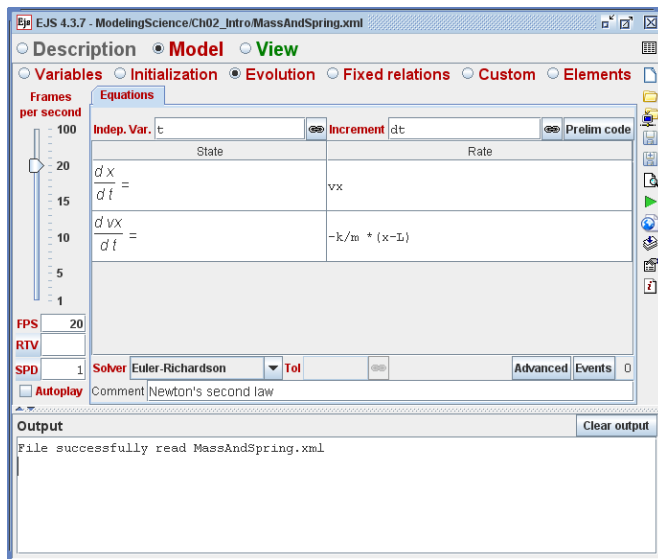 Ejs EJS 4.3.7 - ModelingScience/Ch02_Intro/MassAndSpring.xml
Description Model View
Variables Initialization Evolution Fixed relations Custom Elements
Frames
per second
100
20
15
10
5
1
FPS 20
RTV
SPD 1
Autoplay
Equations
Indep. Var. t Increment dt Prelim code
State Rate
d x
d t = vx
d vx
d t = -k/m * (x-L)
Solver Euler-Richardson Tol Advanced Events 0
Comment Newton's second law
Output Clear output
File successfully read MassAndSpring.xml